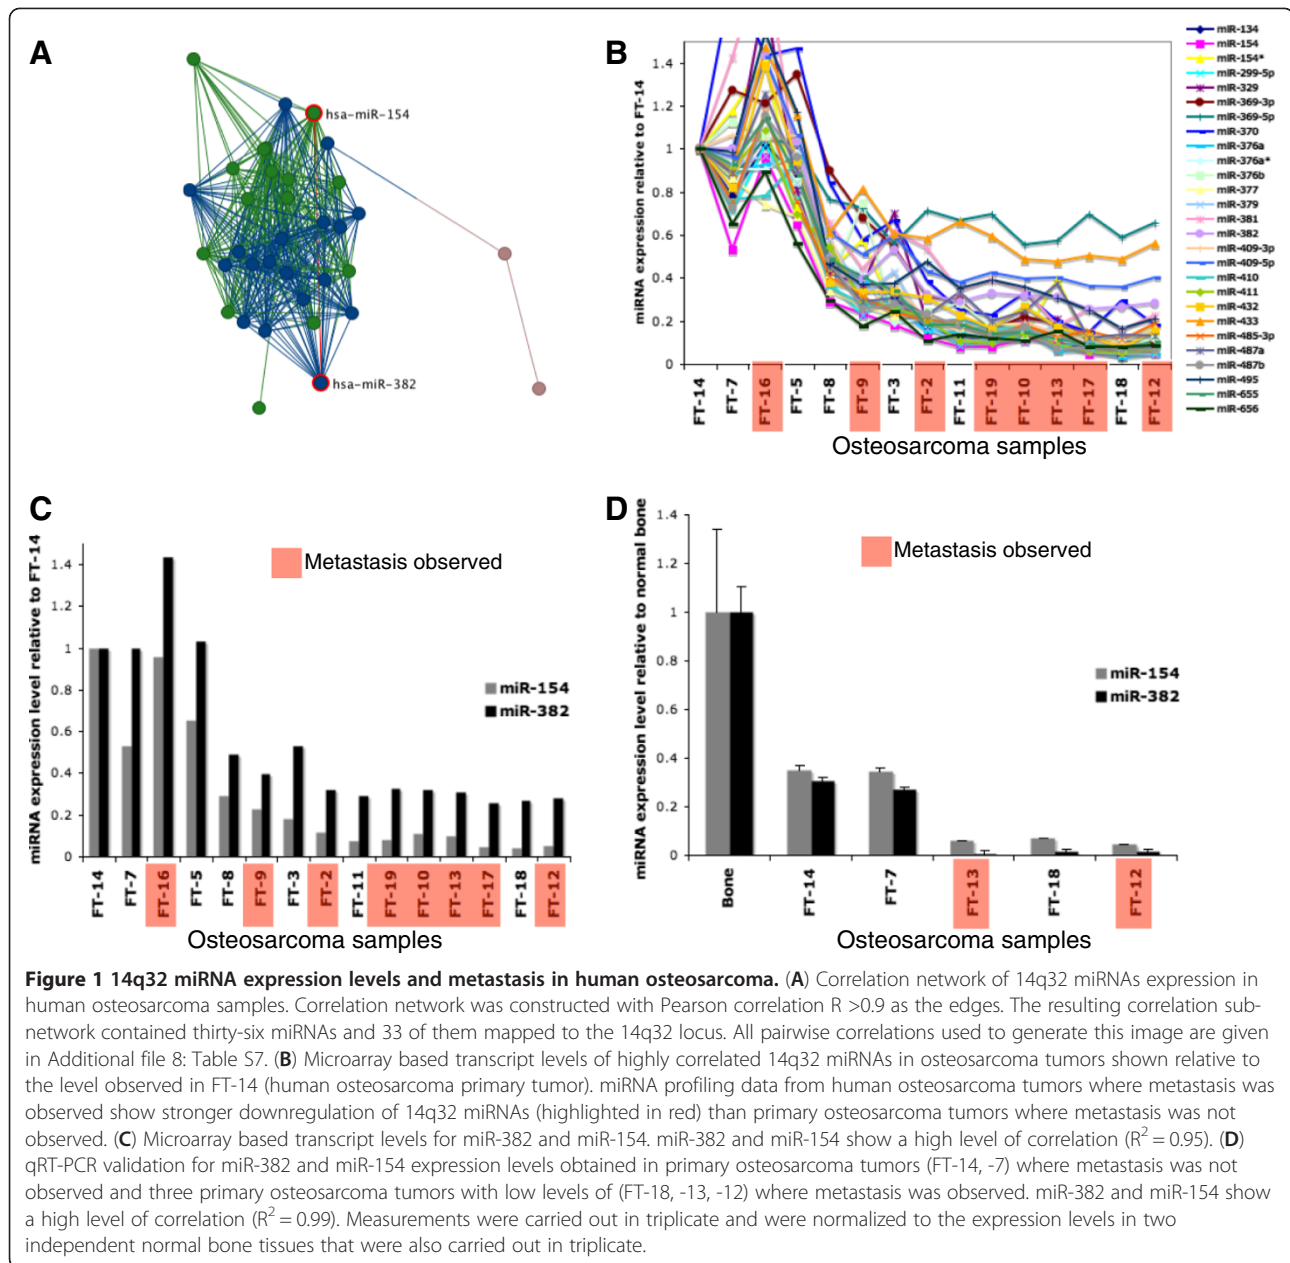 A
hsa-miR-154
hsa-miR-382
B
miRNA expression relative to FT-14
1.4
1.2
1
0.8
0.6
0.4
0.2
0
FT-14
FT-7
FT-16
FT-5
FT-8
FT-9
FT-3
FT-2
FT-11
FT-19
FT-10
FT-13
FT-17
FT-18
FT-12
Osteosarcoma samples
miR-134
miR-154
miR-154*
miR-299-5p
miR-329
miR-369-3p
miR-369-5p
miR-370
miR-376a
miR-376a*
miR-376b
miR-377
miR-379
miR-381
miR-382
miR-409-3p
miR-409-5p
miR-410
miR-411
miR-432
miR-433
miR-485-3p
miR-487a
miR-487b
miR-495
miR-655
miR-656
C
miRNA expression level relative to FT-14
1.4
1.2
1
0.8
0.6
0.4
0.2
0
Metastasis observed
miR-154
miR-382
FT-14
FT-7
FT-16
FT-5
FT-8
FT-9
FT-3
FT-2
FT-11
FT-19
FT-10
FT-13
FT-17
FT-18
FT-12
Osteosarcoma samples
D
miRNA expression level relative to normal bone
1.4
1.2
1
0.8
0.6
0.4
0.2
0
Metastasis observed
miR-154
miR-382
Bone
FT-14
FT-7
FT-13
FT-18
FT-12
Osteosarcoma samples
Figure 1 14q32 miRNA expression levels and metastasis in human osteosarcoma. (A) Correlation network of 14q32 miRNAs expression in
human osteosarcoma samples. Correlation network was constructed with Pearson correlation R >0.9 as the edges. The resulting correlation sub-
network contained thirty-six miRNAs and 33 of them mapped to the 14q32 locus. All pairwise correlations used to generate this image are given
in Additional file 8: Table S7. (B) Microarray based transcript levels of highly correlated 14q32 miRNAs in osteosarcoma tumors shown relative to
the level observed in FT-14 (human osteosarcoma primary tumor). miRNA profiling data from human osteosarcoma tumors where metastasis was
observed show stronger downregulation of 14q32 miRNAs (highlighted in red) than primary osteosarcoma tumors where metastasis was not
observed. (C) Microarray based transcript levels for miR-382 and miR-154. miR-382 and miR-154 show a high level of correlation (R² = 0.95). (D)
qRT-PCR validation for miR-382 and miR-154 expression levels obtained in primary osteosarcoma tumors (FT-14, -7) where metastasis was not
observed and three primary osteosarcoma tumors with low levels of (FT-18, -13, -12) where metastasis was observed. miR-382 and miR-154 show
a high level of correlation (R² = 0.99). Measurements were carried out in triplicate and were normalized to the expression levels in two
independent normal bone tissues that were also carried out in triplicate.